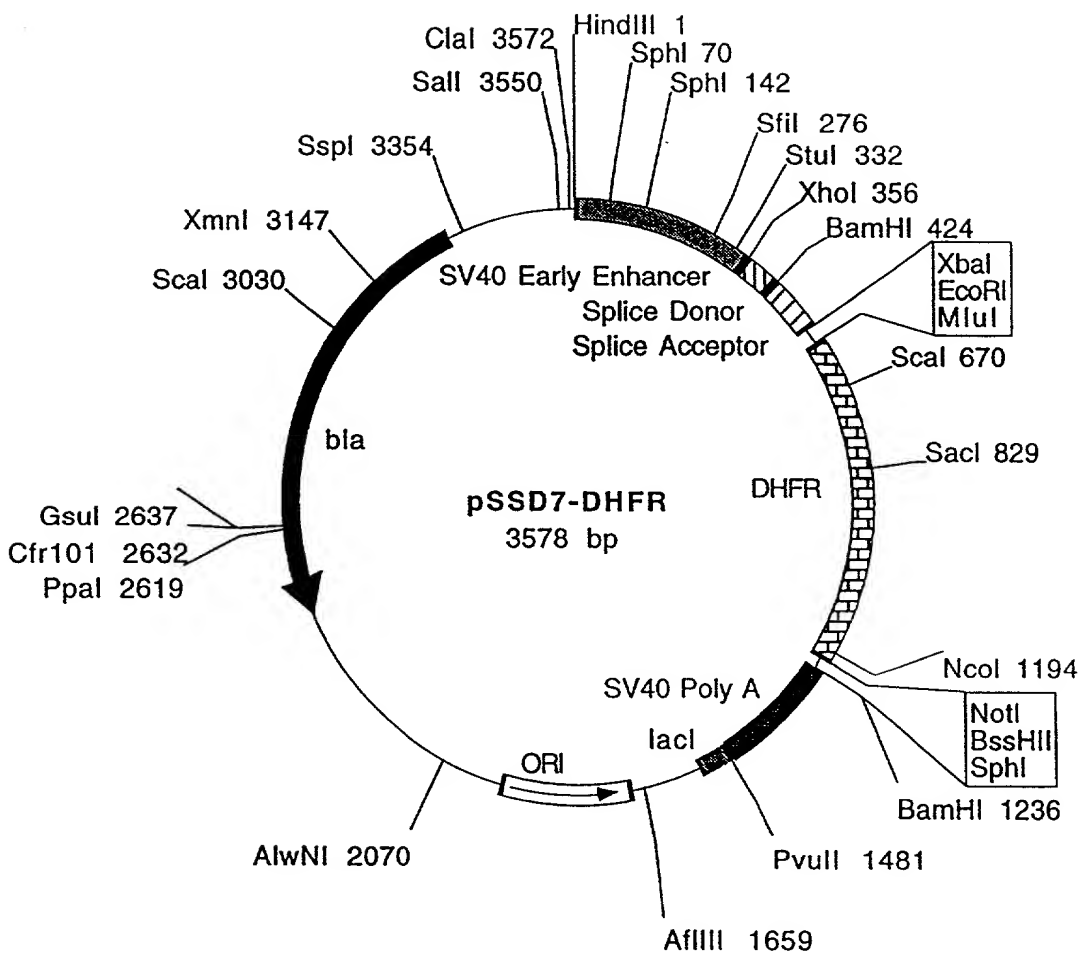 HindIII 1
ClaI 3572
SphI 70
SalI 3550
SphI 142
SfiI 276
SspI 3354
StuI 332
XhoI 356
XmnI 3147
BamHI 424
XbaI
EcoRI
MluI
ScaI 3030
SV40 Early Enhancer
Splice Donor
Splice Acceptor
ScaI 670
bla
SacI 829
DHFR
pSSD7-DHFR
3578 bp
GsuI 2637
Cfr101 2632
PpaI 2619
NcoI 1194
SV40 Poly A
NotI
BssHII
SphI
lacI
ORI
BamHI 1236
AlwNI 2070
PvuII 1481
AflIII 1659